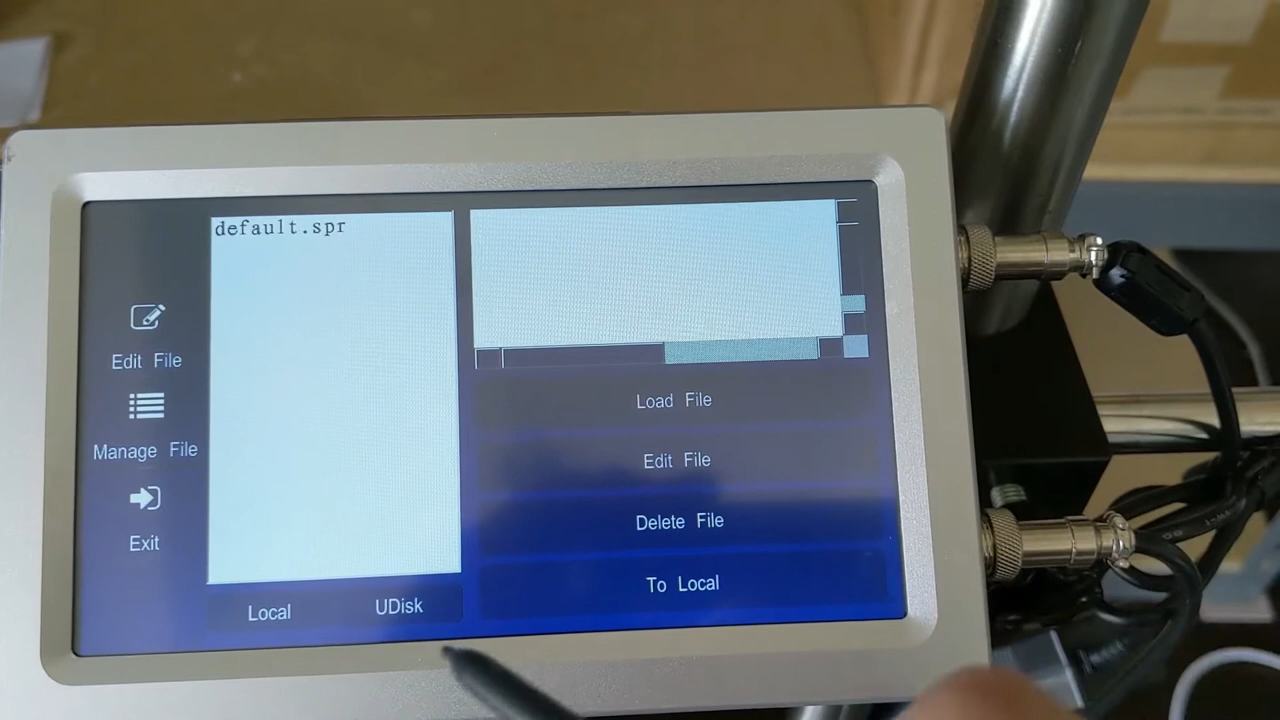 default.spr
Edit File
Manage File
Exit
Local
UDisk
Load File
Edit File
Delete File
To Local